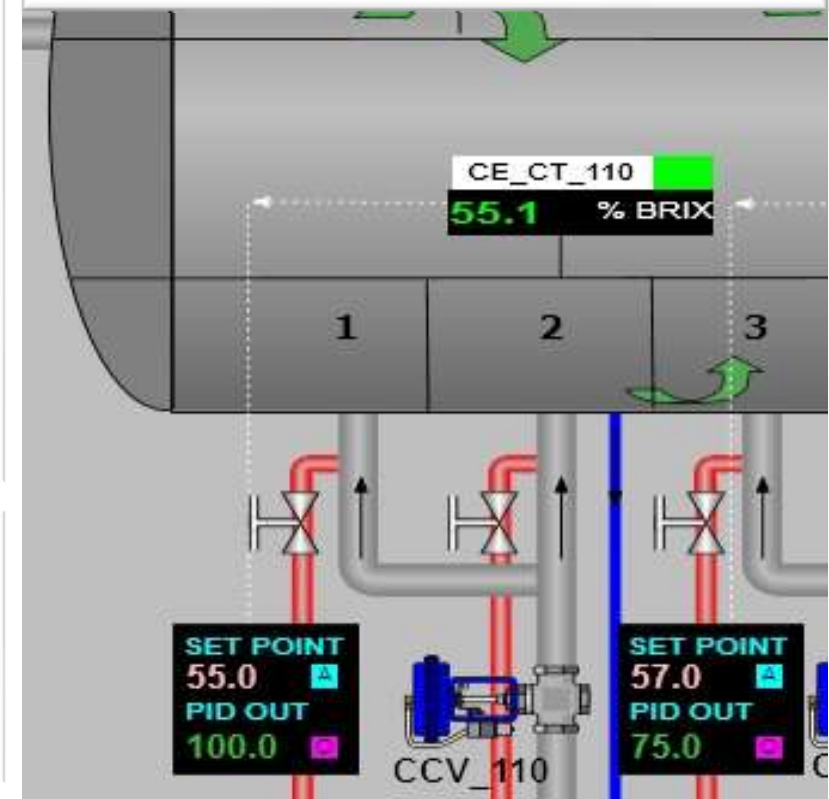 CE_CT_110
55.1 % BRIX
1 2 3
SET POINT
55.0 A
PID OUT
100.0
CCV_110
SET POINT
57.0 A
PID OUT
75.0
C